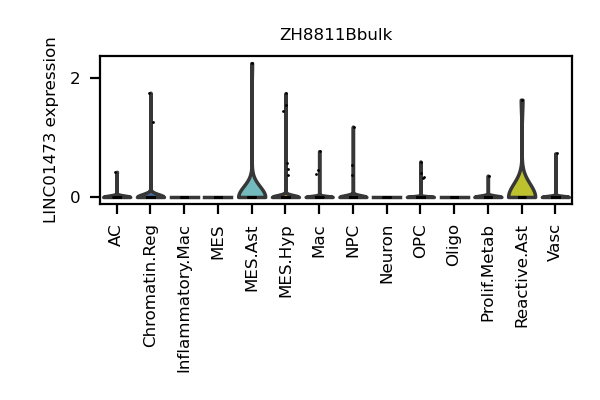 ZH8811Bbulk
LINC01473 expression
2
0
AC
Chromatin.Reg
Inflammatory.Mac
MES
MES.Ast
MES.Hyp
Mac
NPC
Neuron
OPC
Oligo
Prolif.Metab
Reactive.Ast
Vasc